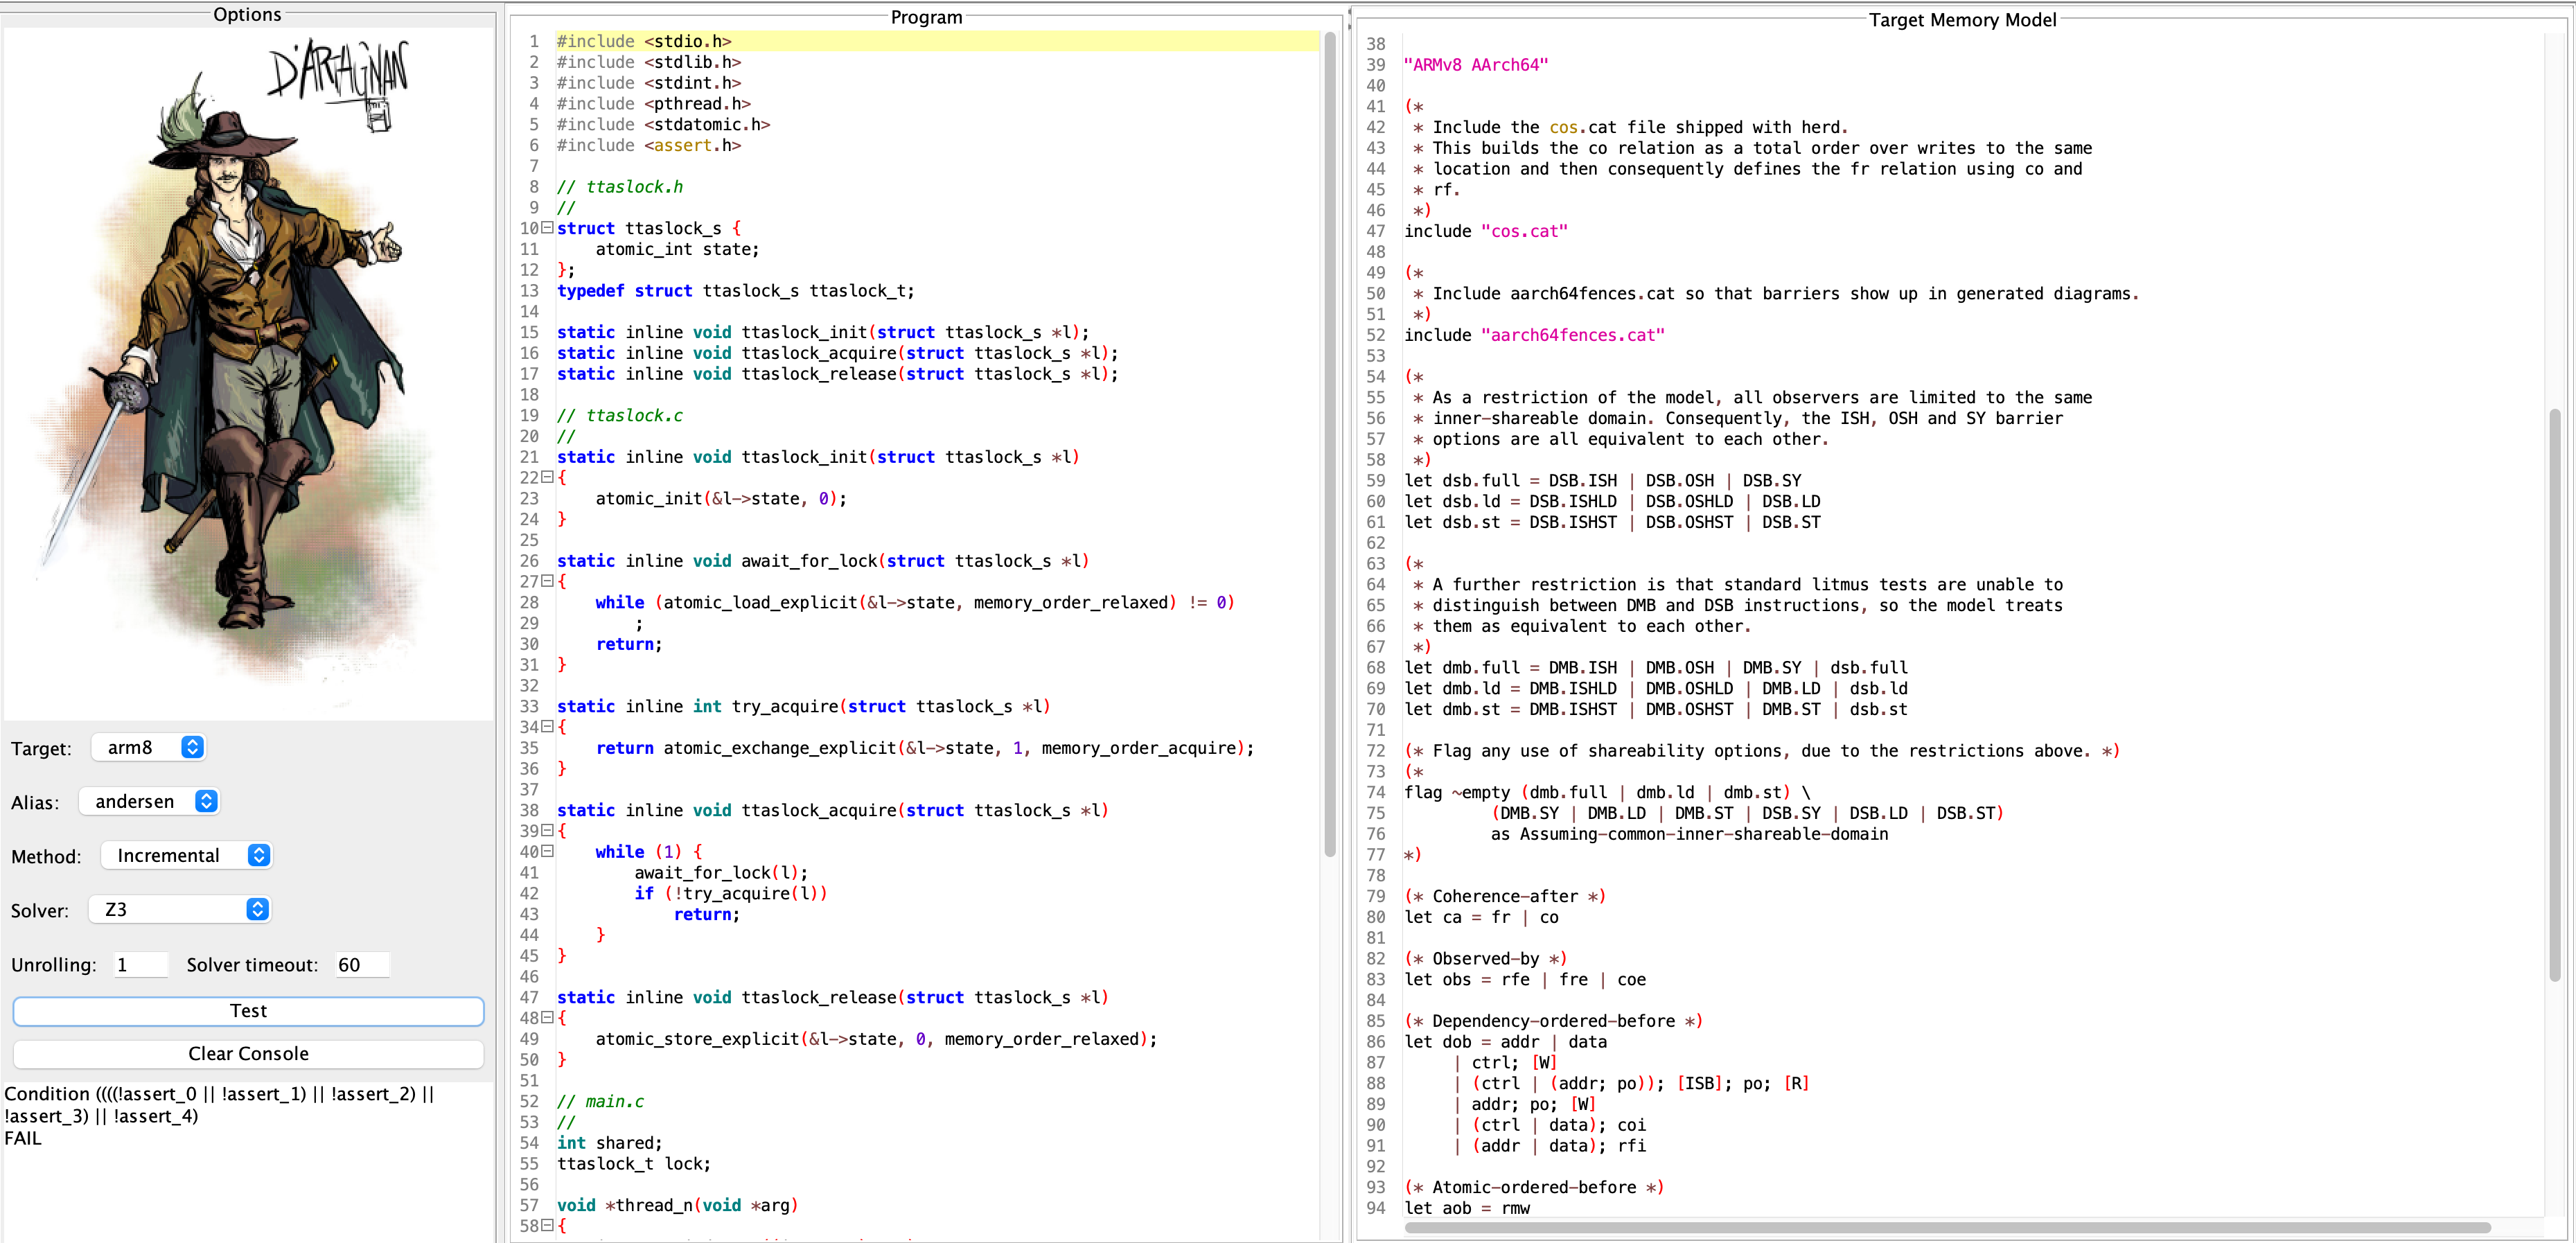 Options
D'ARTAGNAN
Target: arm8
Alias: andersen
Method: Incremental
Solver: Z3
Unrolling: 1 Solver timeout: 60
Test
Clear Console
Condition ((((!assert_0 || !assert_1) || !assert_2) ||
!assert_3) || !assert_4)
FAIL
Program
1 #include <stdio.h>
2 #include <stdlib.h>
3 #include <stdint.h>
4 #include <pthread.h>
5 #include <stdatomic.h>
6 #include <assert.h>
7
8 // ttaslock.h
9 //
10 struct ttaslock_s {
11 atomic_int state;
12 };
13 typedef struct ttaslock_s ttaslock_t;
14
15 static inline void ttaslock_init(struct ttaslock_s *l);
16 static inline void ttaslock_acquire(struct ttaslock_s *l);
17 static inline void ttaslock_release(struct ttaslock_s *l);
18
19 // ttaslock.c
20 //
21 static inline void ttaslock_init(struct ttaslock_s *l)
22 {
23 atomic_init(&l->state, 0);
24 }
25
26 static inline void await_for_lock(struct ttaslock_s *l)
27 {
28 while (atomic_load_explicit(&l->state, memory_order_relaxed) != 0)
29 ;
30 return;
31 }
32
33 static inline int try_acquire(struct ttaslock_s *l)
34 {
35 return atomic_exchange_explicit(&l->state, 1, memory_order_acquire);
36 }
37
38 static inline void ttaslock_acquire(struct ttaslock_s *l)
39 {
40 while (1) {
41 await_for_lock(l);
42 if (!try_acquire(l))
43 return;
44 }
45 }
46
47 static inline void ttaslock_release(struct ttaslock_s *l)
48 {
49 atomic_store_explicit(&l->state, 0, memory_order_relaxed);
50 }
51
52 // main.c
53 //
54 int shared;
55 ttaslock_t lock;
56
57 void *thread_n(void *arg)
58 {
Target Memory Model
38
39 "ARMv8 AArch64"
40
41 (*
42 * Include the cos.cat file shipped with herd.
43 * This builds the co relation as a total order over writes to the same
44 * location and then consequently defines the fr relation using co and
45 * rf.
46 *)
47 include "cos.cat"
48
49 (*
50 * Include aarch64fences.cat so that barriers show up in generated diagrams.
51 *)
52 include "aarch64fences.cat"
53
54 (*
55 * As a restriction of the model, all observers are limited to the same
56 * inner-shareable domain. Consequently, the ISH, OSH and SY barrier
57 * options are all equivalent to each other.
58 *)
59 let dsb.full = DSB.ISH | DSB.OSH | DSB.SY
60 let dsb.ld = DSB.ISHLD | DSB.OSHLD | DSB.LD
61 let dsb.st = DSB.ISHST | DSB.OSHST | DSB.ST
62
63 (*
64 * A further restriction is that standard litmus tests are unable to
65 * distinguish between DMB and DSB instructions, so the model treats
66 * them as equivalent to each other.
67 *)
68 let dmb.full = DMB.ISH | DMB.OSH | DMB.SY | dsb.full
69 let dmb.ld = DMB.ISHLD | DMB.OSHLD | DMB.LD | dsb.ld
70 let dmb.st = DMB.ISHST | DMB.OSHST | DMB.ST | dsb.st
71
72 (* Flag any use of shareability options, due to the restrictions above. *)
73 (*
74 flag ~empty (dmb.full | dmb.ld | dmb.st) \
75 (DMB.SY | DMB.LD | DMB.ST | DSB.SY | DSB.LD | DSB.ST)
76 as Assuming-common-inner-shareable-domain
77 *)
78
79 (* Coherence-after *)
80 let ca = fr | co
81
82 (* Observed-by *)
83 let obs = rfe | fre | coe
84
85 (* Dependency-ordered-before *)
86 let dob = addr | data
87 | ctrl; [W]
88 | (ctrl | (addr; po)); [ISB]; po; [R]
89 | addr; po; [W]
90 | (ctrl | data); coi
91 | (addr | data); rfi
92
93 (* Atomic-ordered-before *)
94 let aob = rmw